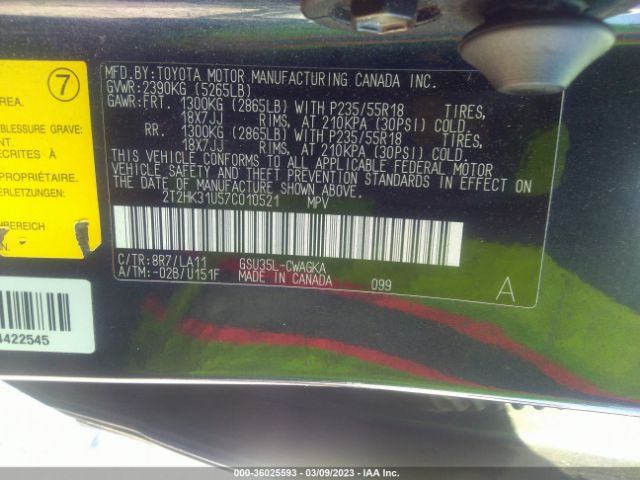 MFD.BY:TOYOTA MOTOR MANUFACTURING CANADA INC.
GVWR:2390KG (5265LB)
GAWR:FRT. 1300KG (2865LB) WITH P235/55R18 TIRES,
18X7JJ RIMS, AT 210KPA (30PSI) COLD.
RR. 1300KG (2865LB) WITH P235/55R18 TIRES,
18X7JJ RIMS, AT 210KPA (30PSI) COLD.
THIS VEHICLE CONFORMS TO ALL APPLICABLE FEDERAL MOTOR
VEHICLE SAFETY AND THEFT PREVENTION STANDARDS IN EFFECT ON
THE DATE OF MANUFACTURE SHOWN ABOVE.
2T2HK31U57C010521 MPV
C/TR:8R7/LA11 GSU35L-CWAGKA
A/TM:-02B/U151F MADE IN CANADA 099
A
7
AREA.
BLESSURE GRAVE:
ECRITES À
PROPRIÉTAIRE.
ERLETZUNGEN:
BEREICH
422545
000-36025593 - 03/09/2023 - IAA Inc.